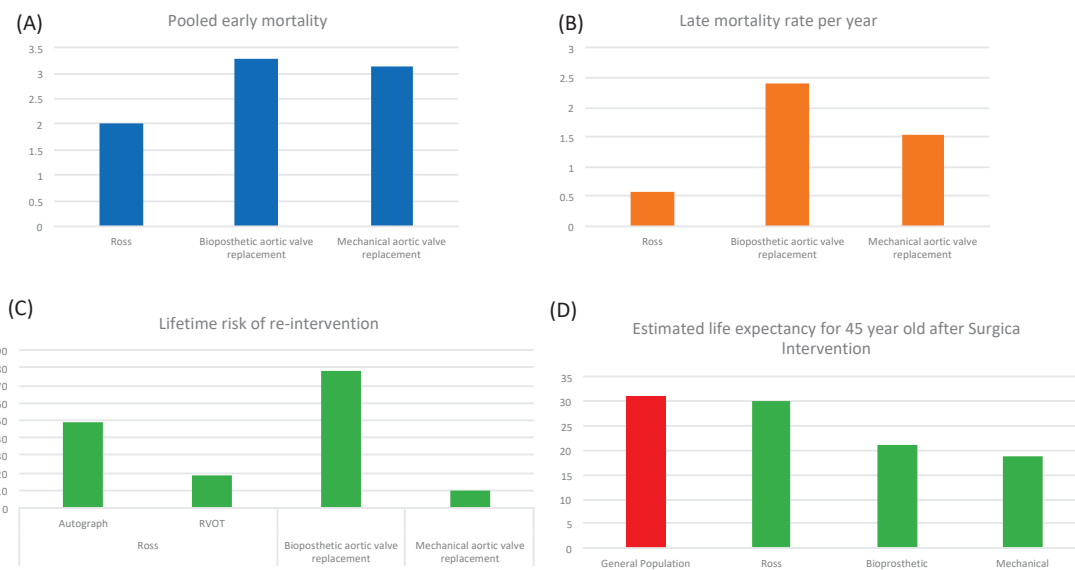 (A)
Pooled early mortality
3.5
3
2.5
2
1.5
1
0.5
0
Ross
Bioposthetic aortic valve
replacement
Mechanical aortic valve
replacement
(B)
Late mortality rate per year
3
2.5
2
1.5
1
0.5
0
Ross
Bioposthetic aortic valve
replacement
Mechanical aortic valve
replacement
(C)
Lifetime risk of re-intervention
0
Autograph
RVOT
Ross
Bioposthetic aortic valve
replacement
Mechanical aortic valve
replacement
(D)
Estimated life expectancy for 45 year old after Surgica
Intervention
35
30
25
20
15
10
5
0
General Population
Ross
Bioprosthetic
Mechanical